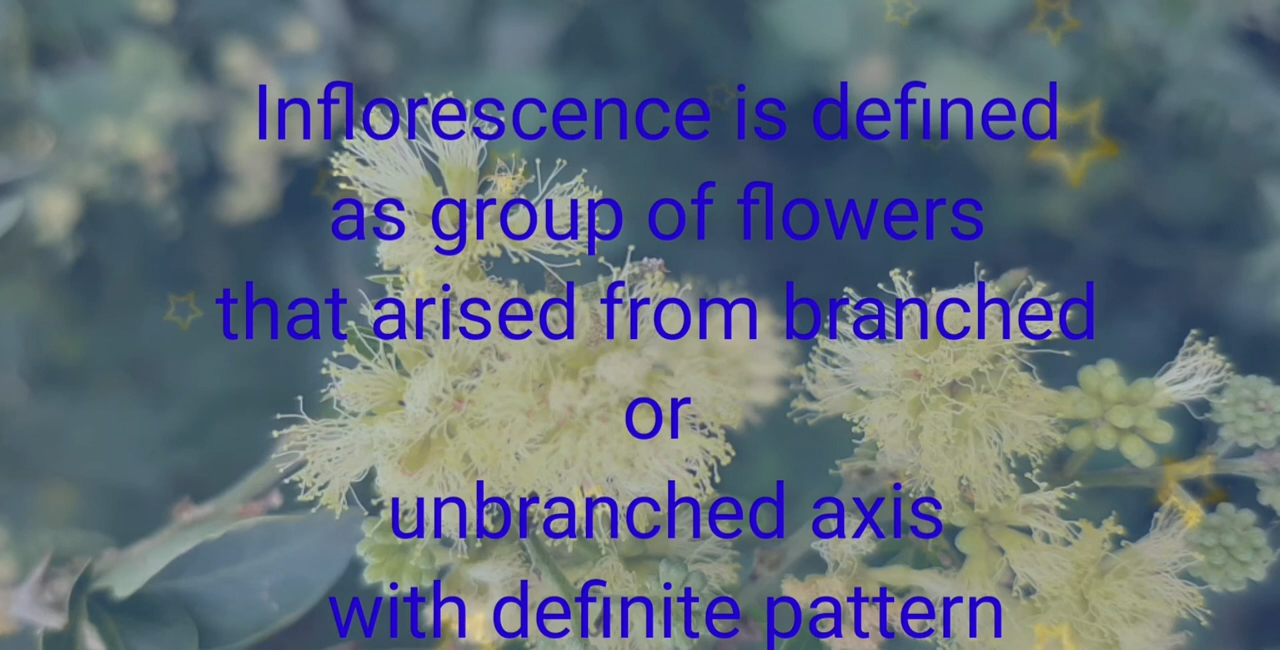 Inflorescence is defined
as group of flowers
that arised from branched
or
unbranched axis
with definite pattern